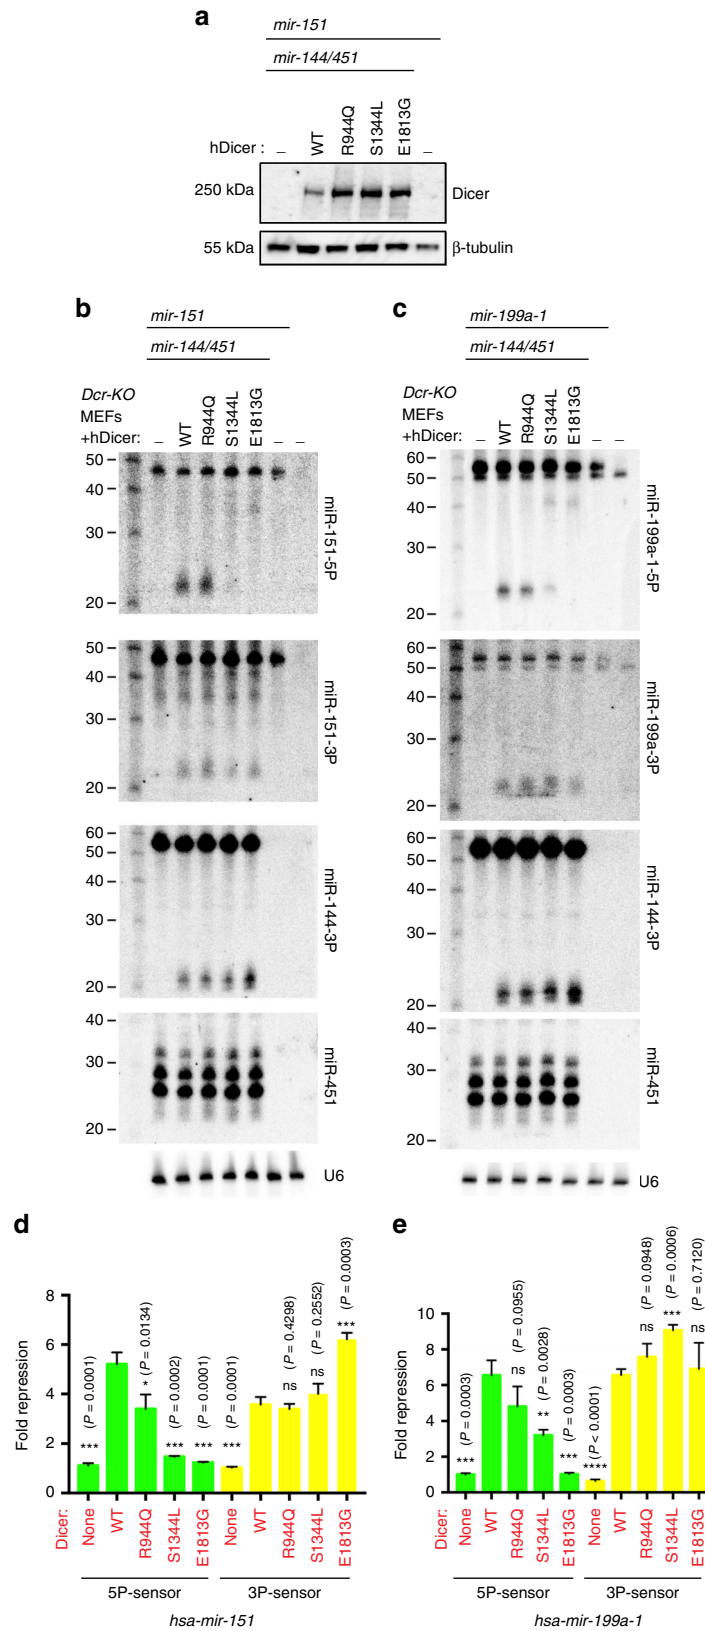 a
mir-151
mir-144/451
hDicer : – WT R944Q S1344L E1813G –
250 kDa Dicer
55 kDa β-tubulin
b
mir-151
mir-144/451
Dcr-KO
MEFs
+hDicer: – WT R944Q S1344L E1813G – –
50
40
30
20
miR-151-5P
50
40
30
20
miR-151-3P
60
50
40
30
20
miR-144-3P
40
30
20
miR-451
U6
c
mir-199a-1
mir-144/451
Dcr-KO
MEFs
+hDicer: – WT R944Q S1344L E1813G – –
60
50
40
30
20
miR-199a-1-5P
60
50
40
30
20
miR-199a-3P
60
50
40
30
20
miR-144-3P
40
30
20
miR-451
U6
d
Fold repression
8
6
4
2
0
*** (P = 0.0001)
* (P = 0.0134)
*** (P = 0.0002)
*** (P = 0.0001)
*** (P = 0.0001)
ns (P = 0.4298)
ns (P = 0.2552)
*** (P = 0.0003)
Dicer: None WT R944Q S1344L E1813G None WT R944Q S1344L E1813G
5P-sensor 3P-sensor
hsa-mir-151
e
Fold repression
10
8
6
4
2
0
*** (P = 0.0003)
ns (P = 0.0955)
** (P = 0.0028)
*** (P = 0.0003)
**** (P < 0.0001)
ns (P = 0.0948)
*** (P = 0.0006)
ns (P = 0.7120)
Dicer: None WT R944Q S1344L E1813G None WT R944Q S1344L E1813G
5P-sensor 3P-sensor
hsa-mir-199a-1